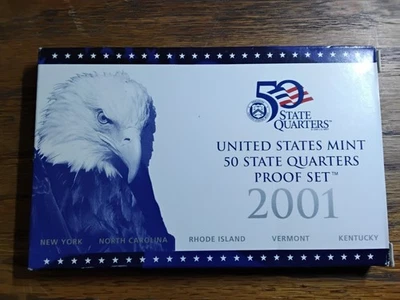 50
STATE
QUARTERS
UNITED STATES MINT
50 STATE QUARTERS
PROOF SET™
2001
NEW YORK NORTH CAROLINA RHODE ISLAND VERMONT KENTUCKY